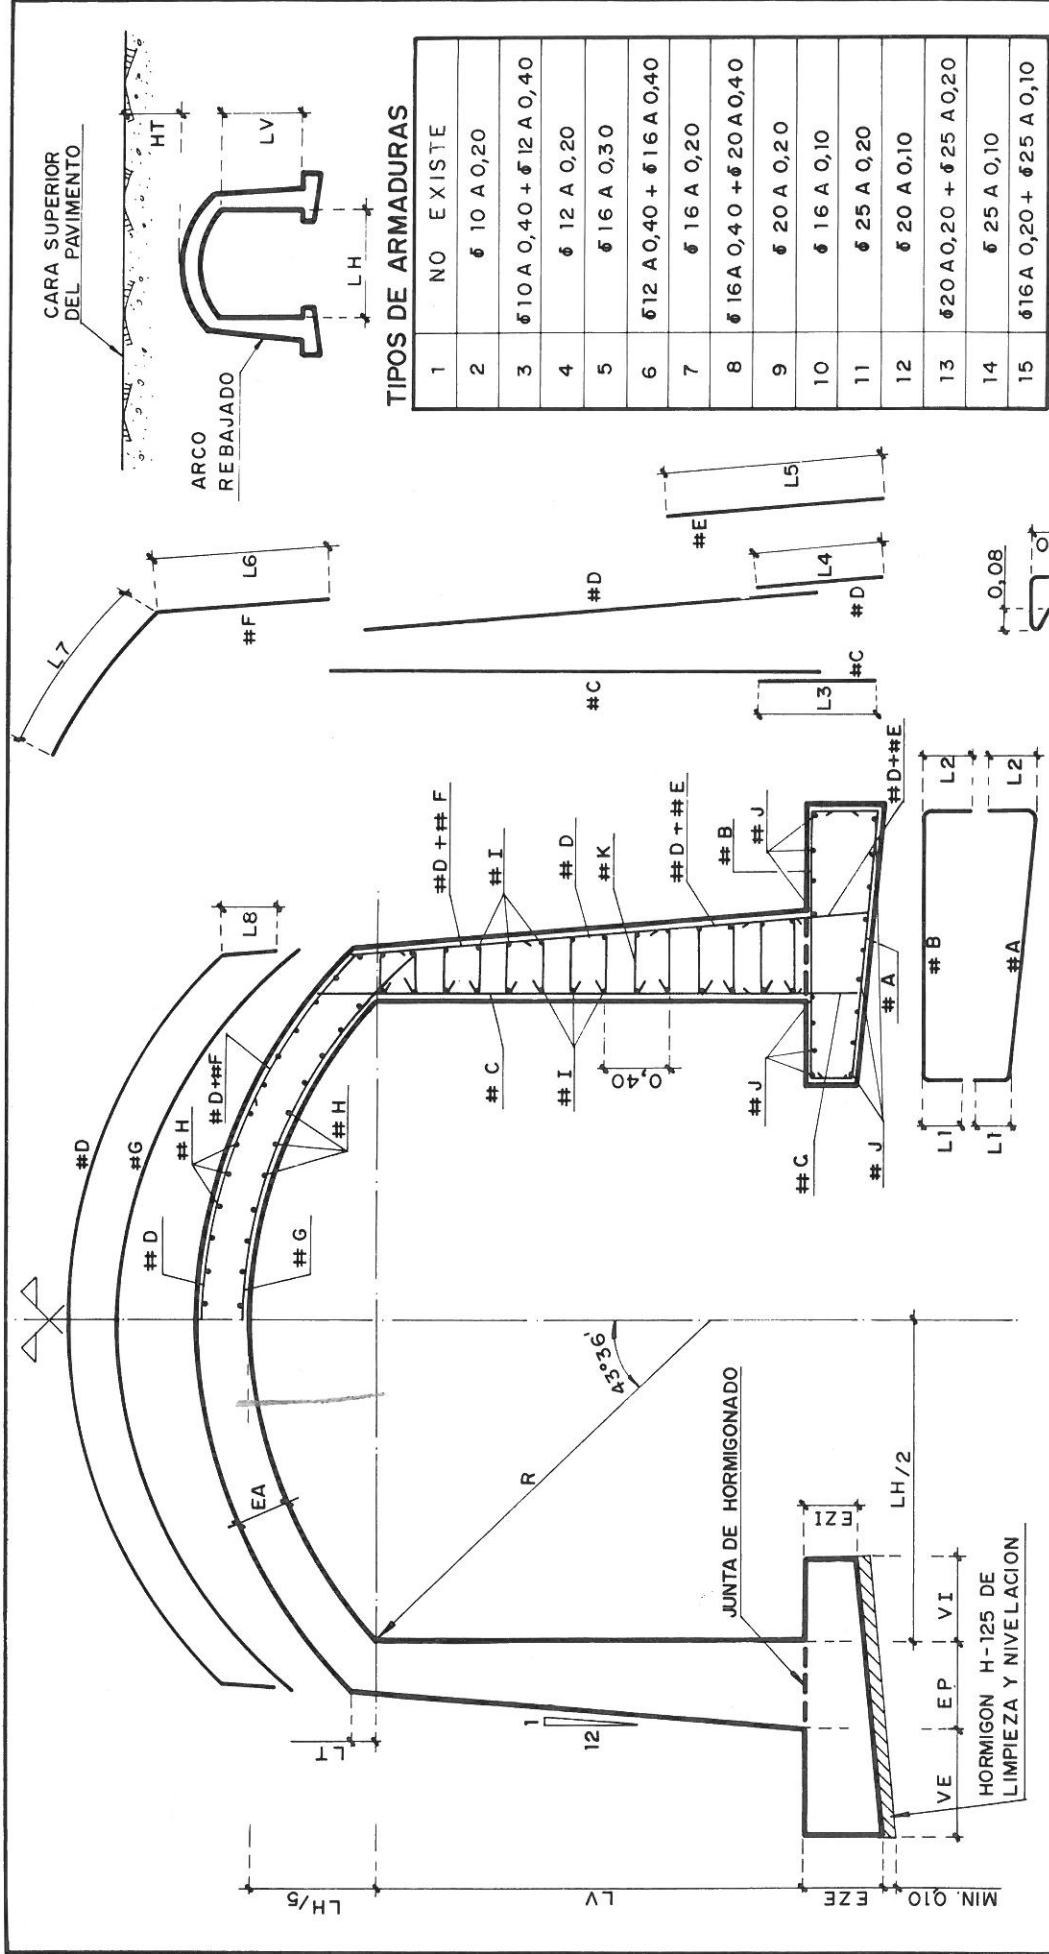 CARA SUPERIOR
DEL PAVIMENTO
HT
LV
LH
ARCO
REBAJADO
TIPOS DE ARMADURAS
1 NO EXISTE
2 ϕ 10 A 0,20
3 ϕ10 A 0,40 + ϕ 12 A 0,40
4 ϕ 12 A 0,20
5 ϕ 16 A 0,30
6 ϕ12 A 0,40 + ϕ 16 A 0,40
7 ϕ 16 A 0,20
8 ϕ 16 A 0,40 + ϕ 20 A 0,40
9 ϕ 20 A 0,20
10 ϕ 16 A 0,10
11 ϕ 25 A 0,20
12 ϕ 20 A 0,10
13 ϕ20 A 0,20 + ϕ 25 A 0,20
14 ϕ 25 A 0,10
15 ϕ16 A 0,20 + ϕ 25 A 0,10
L7
L6
#F
#D
#C
L3
#C
L4
#D
#E
L5
0,08
#D
#G
L8
#D
#H
#D+#F
#G
#H
#D+#F
#I
#D
#K
#D+#E
#B
#J
#D+#E
#C
#I
0,40
#J
#C
#J
#A
#B
#A
L1
L1
L2
L2
EA
R
43°36'
LH/5
LT
LV
1
12
JUNTA DE HORMIGONADO
EZI
EZE
MIN. 0,10
LH/2
VE
EP
VI
HORMIGON H-125 DE
LIMPIEZA Y NIVELACION